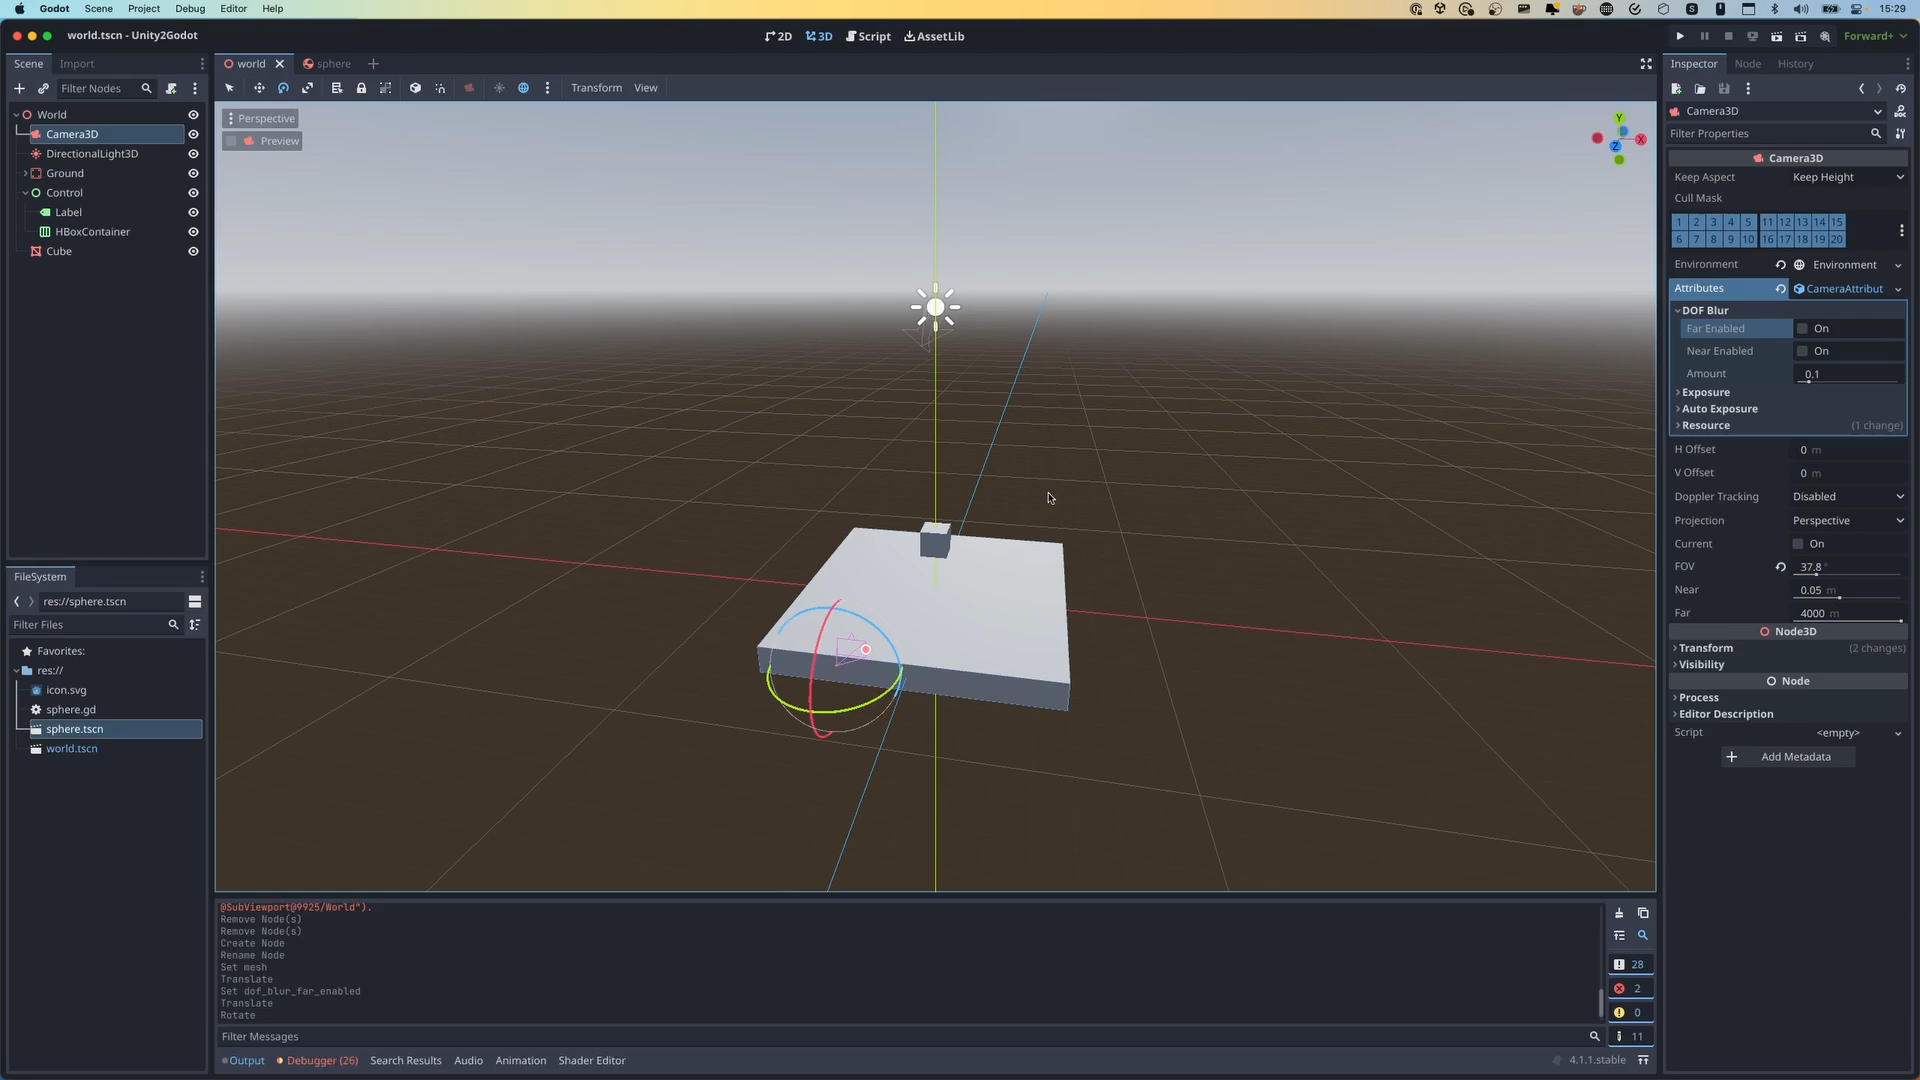 Godot Scene Project Debug Editor Help 15:29
world.tscn - Unity2Godot
2D 3D Script AssetLib
Forward+
Scene Import
Filter Nodes
World
Camera3D
DirectionalLight3D
Ground
Control
Label
HBoxContainer
Cube
FileSystem
res://sphere.tscn
Filter Files
Favorites:
res://
icon.svg
sphere.gd
sphere.tscn
world.tscn
world sphere
Transform View
Perspective
Preview
Y
X
Z
@SubViewport@9925/World").
Remove Node(s)
Remove Node(s)
Create Node
Rename Node
Set mesh
Translate
Set dof_blur_far_enabled
Translate
Rotate
Filter Messages
28
2
0
11
Output Debugger (26) Search Results Audio Animation Shader Editor 4.1.1.stable
Inspector Node History
Camera3D
Filter Properties
Camera3D
Keep Aspect Keep Height
Cull Mask
1 2 3 4 5 11 12 13 14 15
6 7 8 9 10 16 17 18 19 20
Environment Environment
Attributes CameraAttribut
DOF Blur
Far Enabled On
Near Enabled On
Amount 0.1
Exposure
Auto Exposure
Resource (1 change)
H Offset 0 m
V Offset 0 m
Doppler Tracking Disabled
Projection Perspective
Current On
FOV 37.8 °
Near 0.05 m
Far 4000 m
Node3D
Transform (2 changes)
Visibility
Node
Process
Editor Description
Script <empty>
Add Metadata